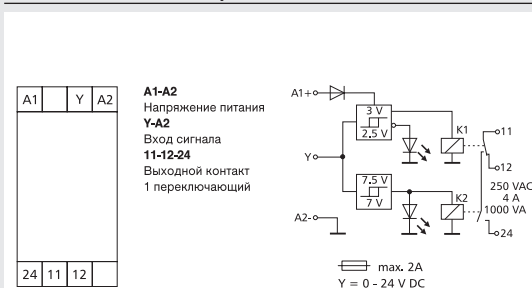 A1 Y A2
24 11 12
A1-A2
Напряжение питания
Y-A2
Вход сигнала
11-12-24
Выходной контакт
1 переключающий
A1+
3 V
2.5 V
K1
11
12
Y
7.5 V
7 V
K2
250 VAC
4 A
1000 VA
A2-
24
max. 2A
Y = 0 - 24 V DC